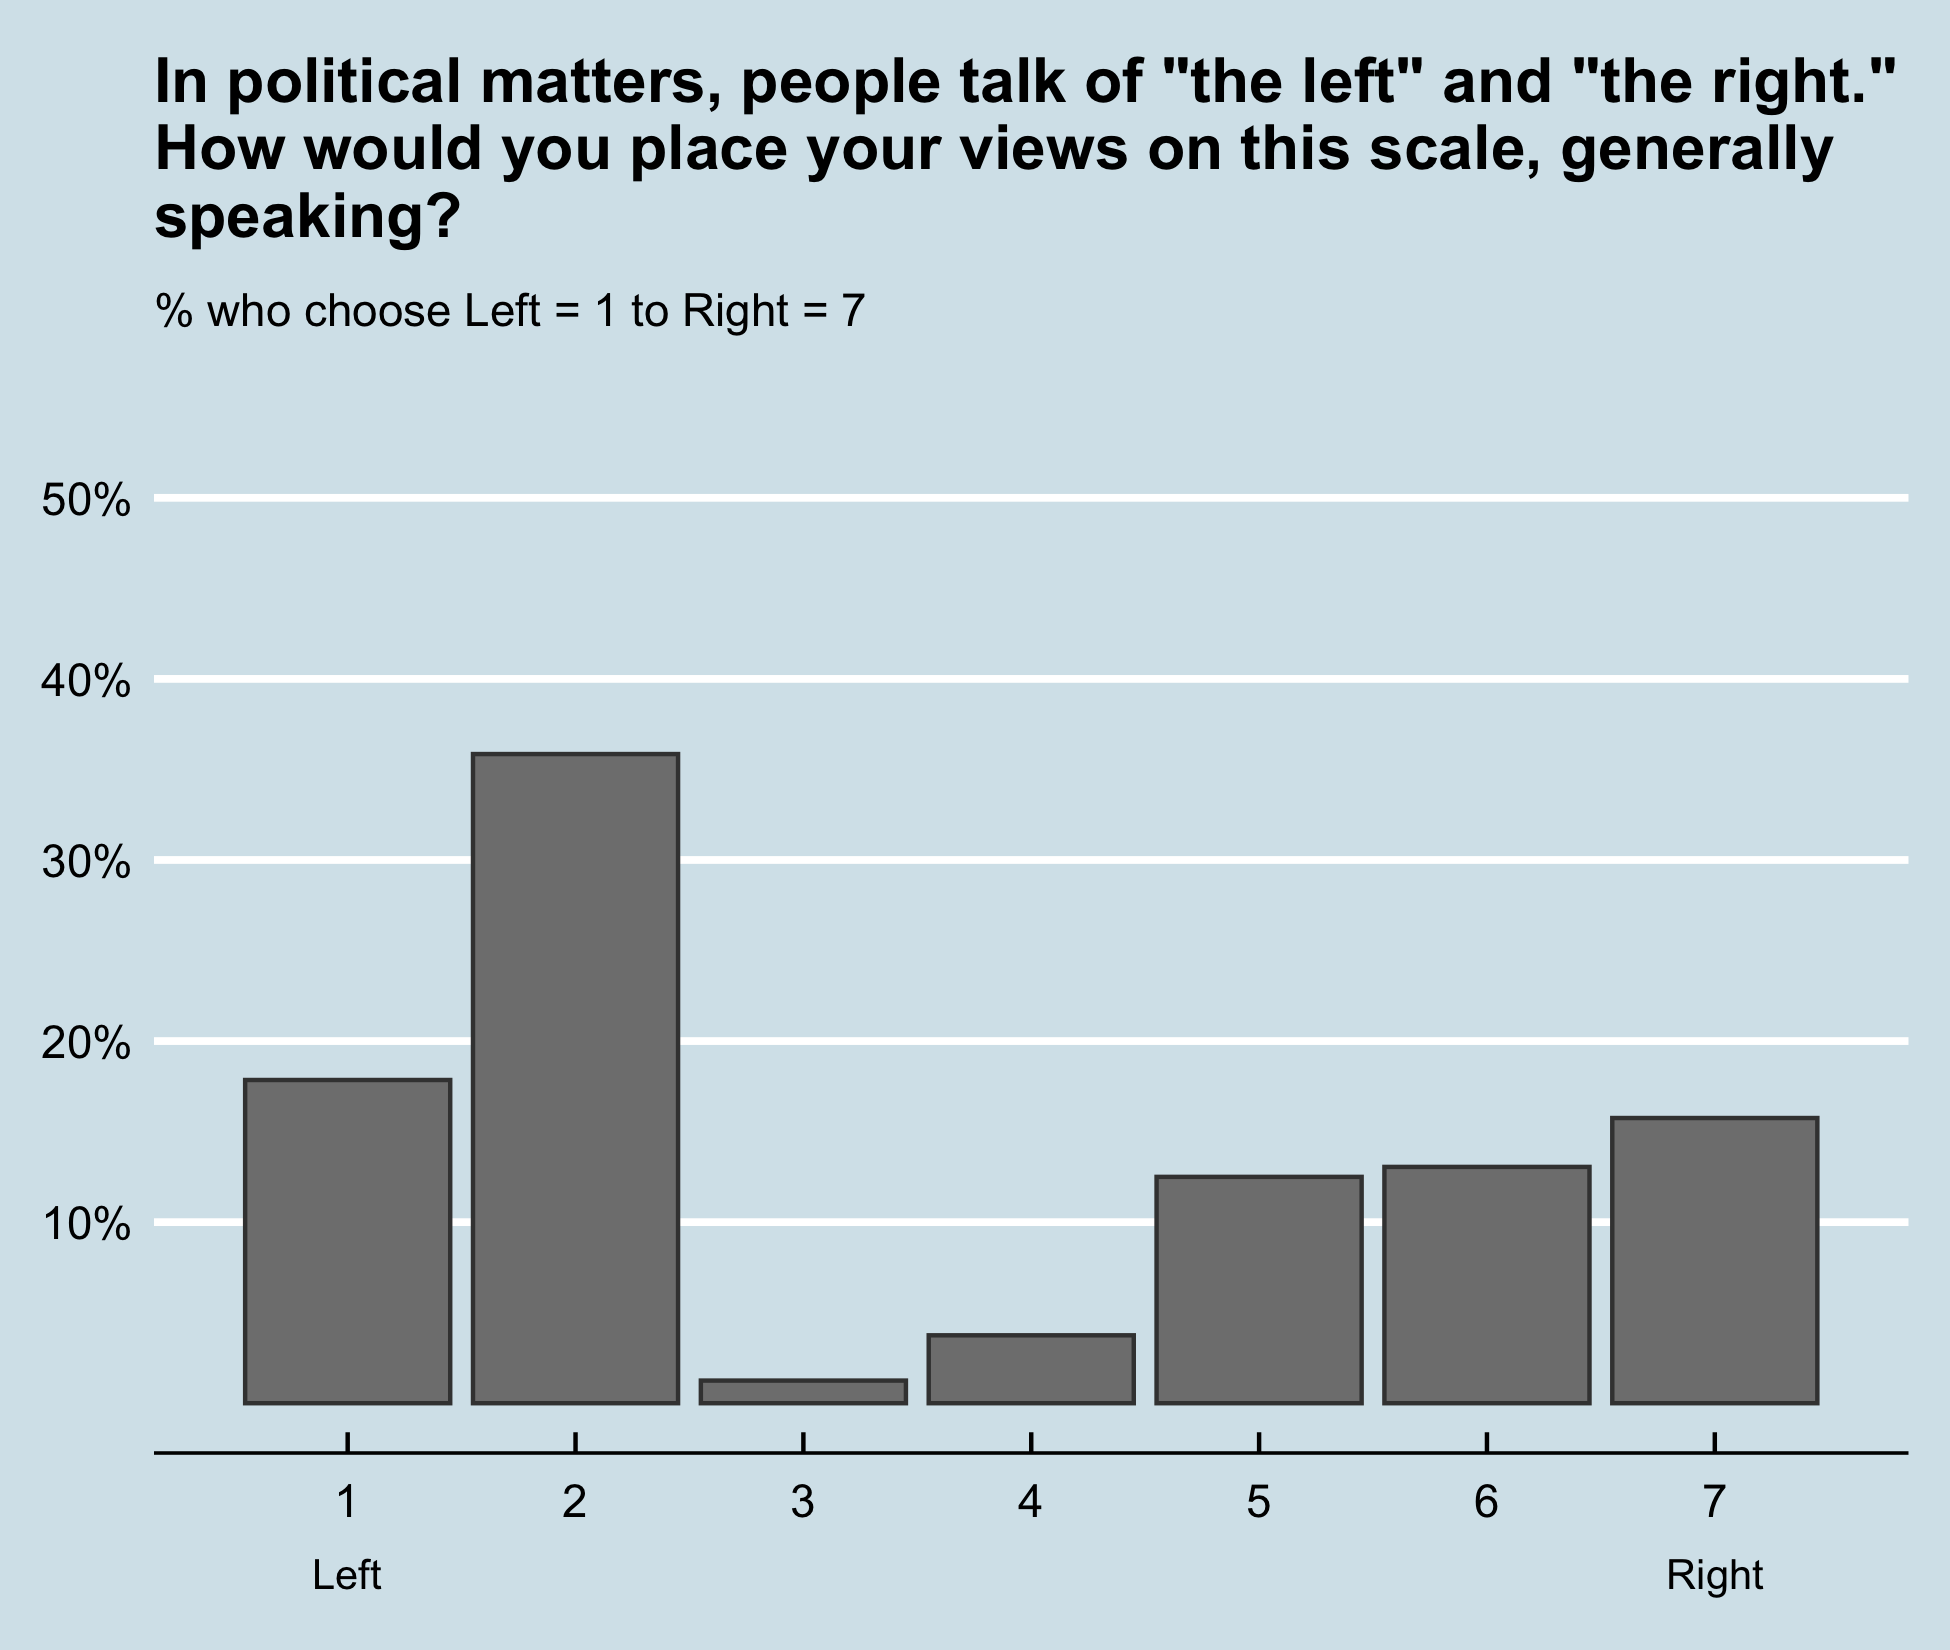 In political matters, people talk of "the left" and "the right."
How would you place your views on this scale, generally
speaking?
% who choose Left = 1 to Right = 7
50%
40%
30%
20%
10%
1 2 3 4 5 6 7
Left Right